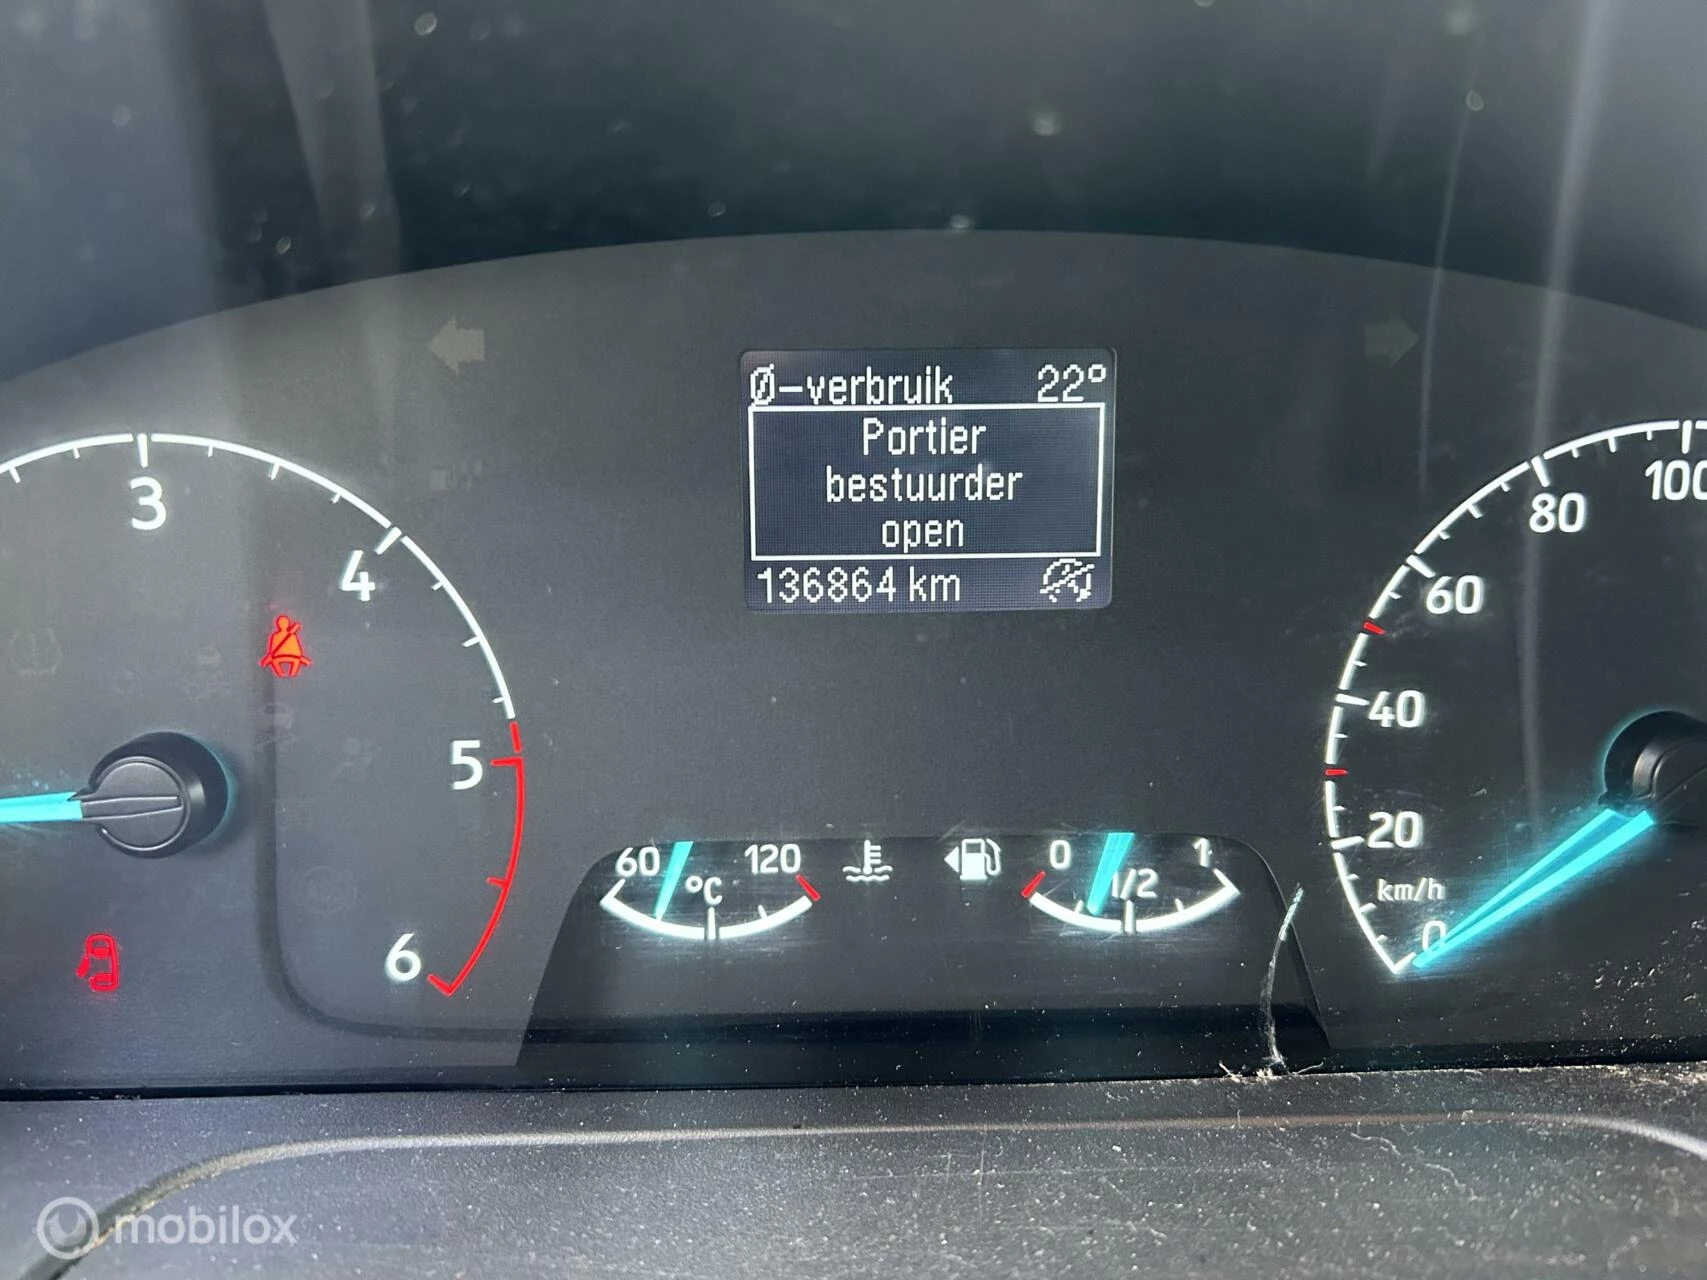 Ø-verbruik 22°
Portier
bestuurder
open
136864 km
3
4
5
6
100
80
60
40
20
km/h
0
60 °C 120
0 1/2 1
mobilox